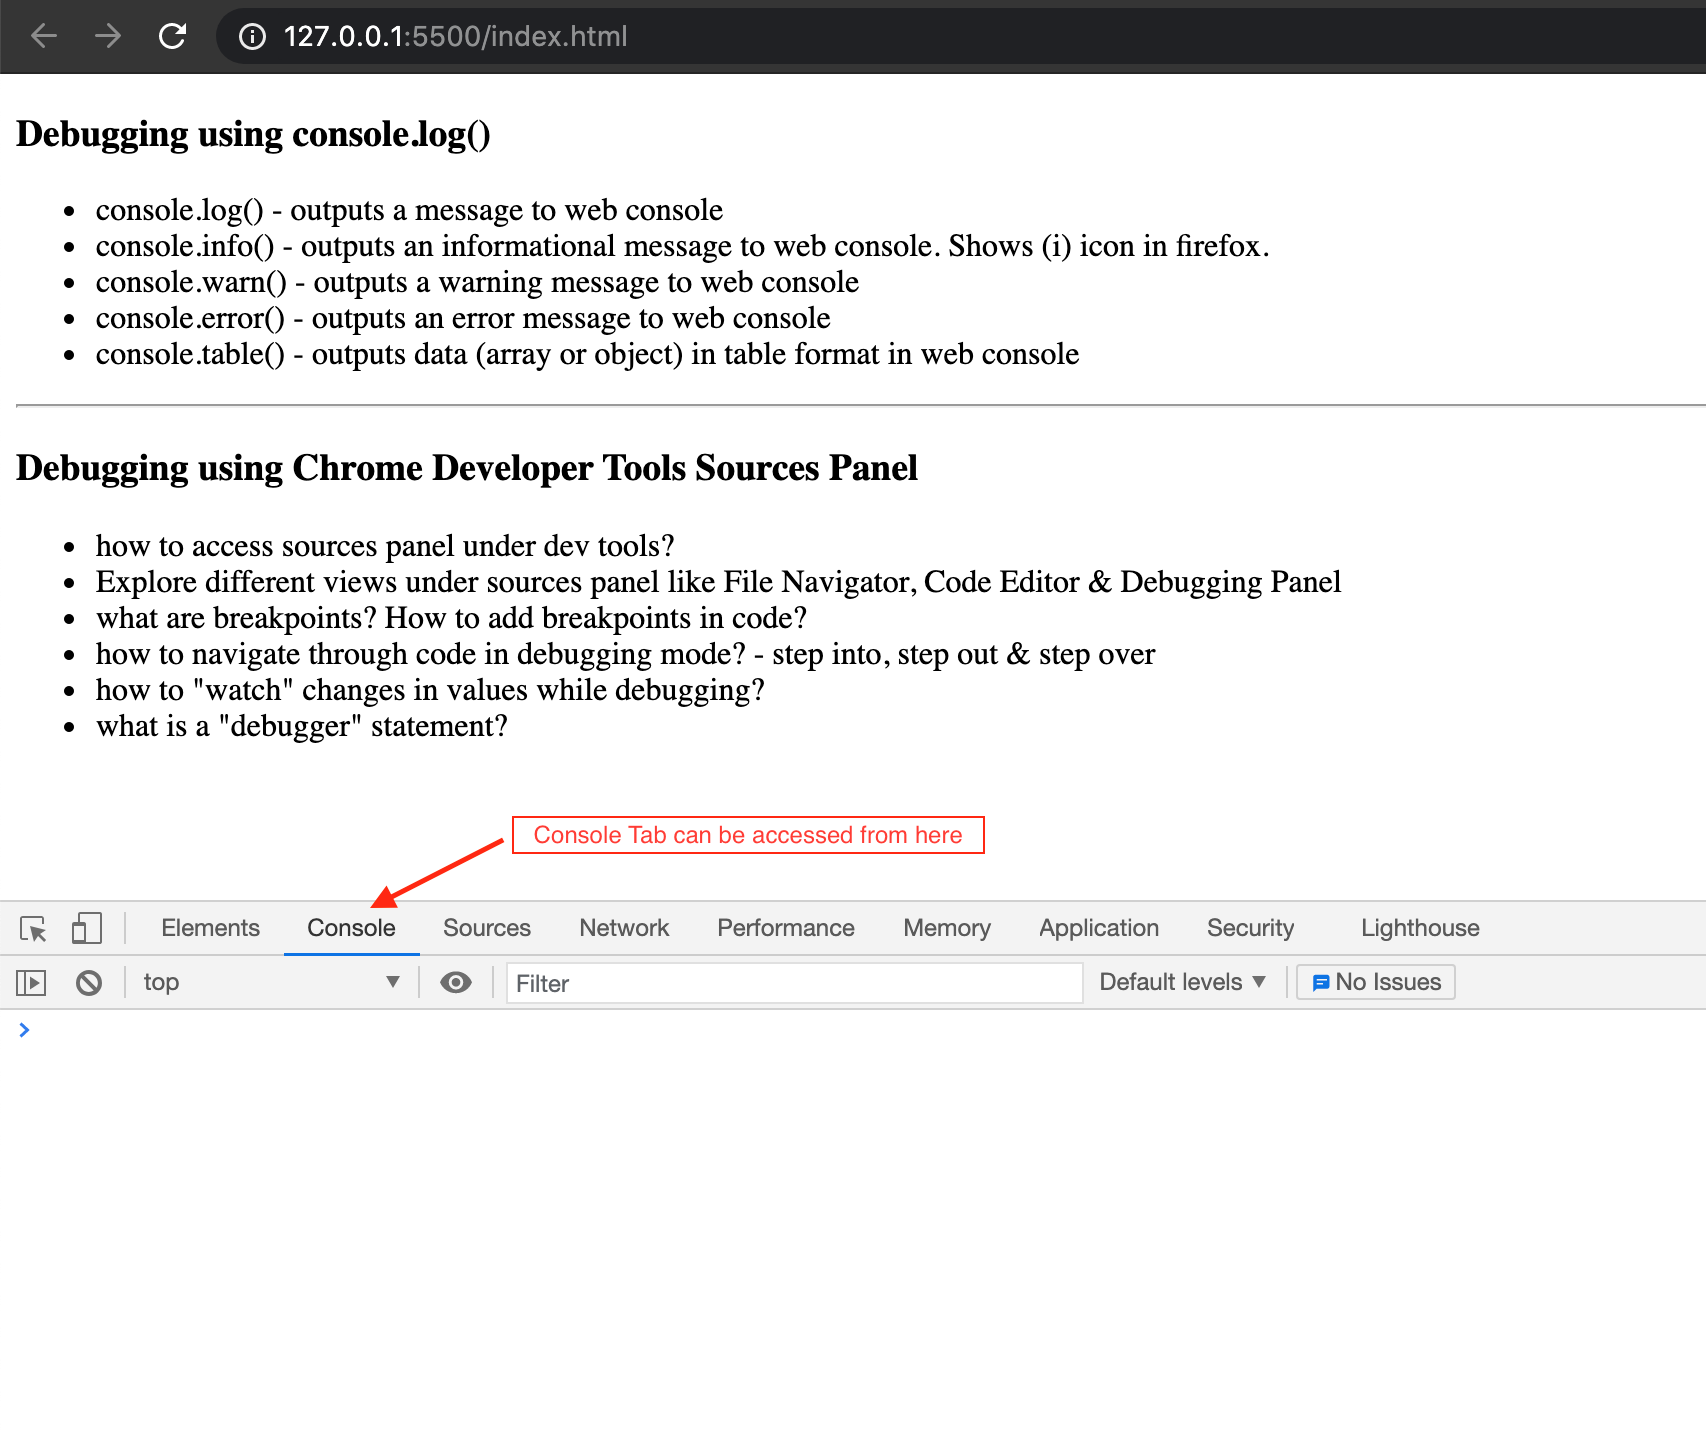 127.0.0.1:5500/index.html
Debugging using console.log()
console.log() - outputs a message to web console
console.info() - outputs an informational message to web console. Shows (i) icon in firefox.
console.warn() - outputs a warning message to web console
console.error() - outputs an error message to web console
console.table() - outputs data (array or object) in table format in web console
Debugging using Chrome Developer Tools Sources Panel
how to access sources panel under dev tools?
Explore different views under sources panel like File Navigator, Code Editor & Debugging Panel
what are breakpoints? How to add breakpoints in code?
how to navigate through code in debugging mode? - step into, step out & step over
how to "watch" changes in values while debugging?
what is a "debugger" statement?
Console Tab can be accessed from here
Elements Console Sources Network Performance Memory Application Security Lighthouse
top Filter Default levels No Issues